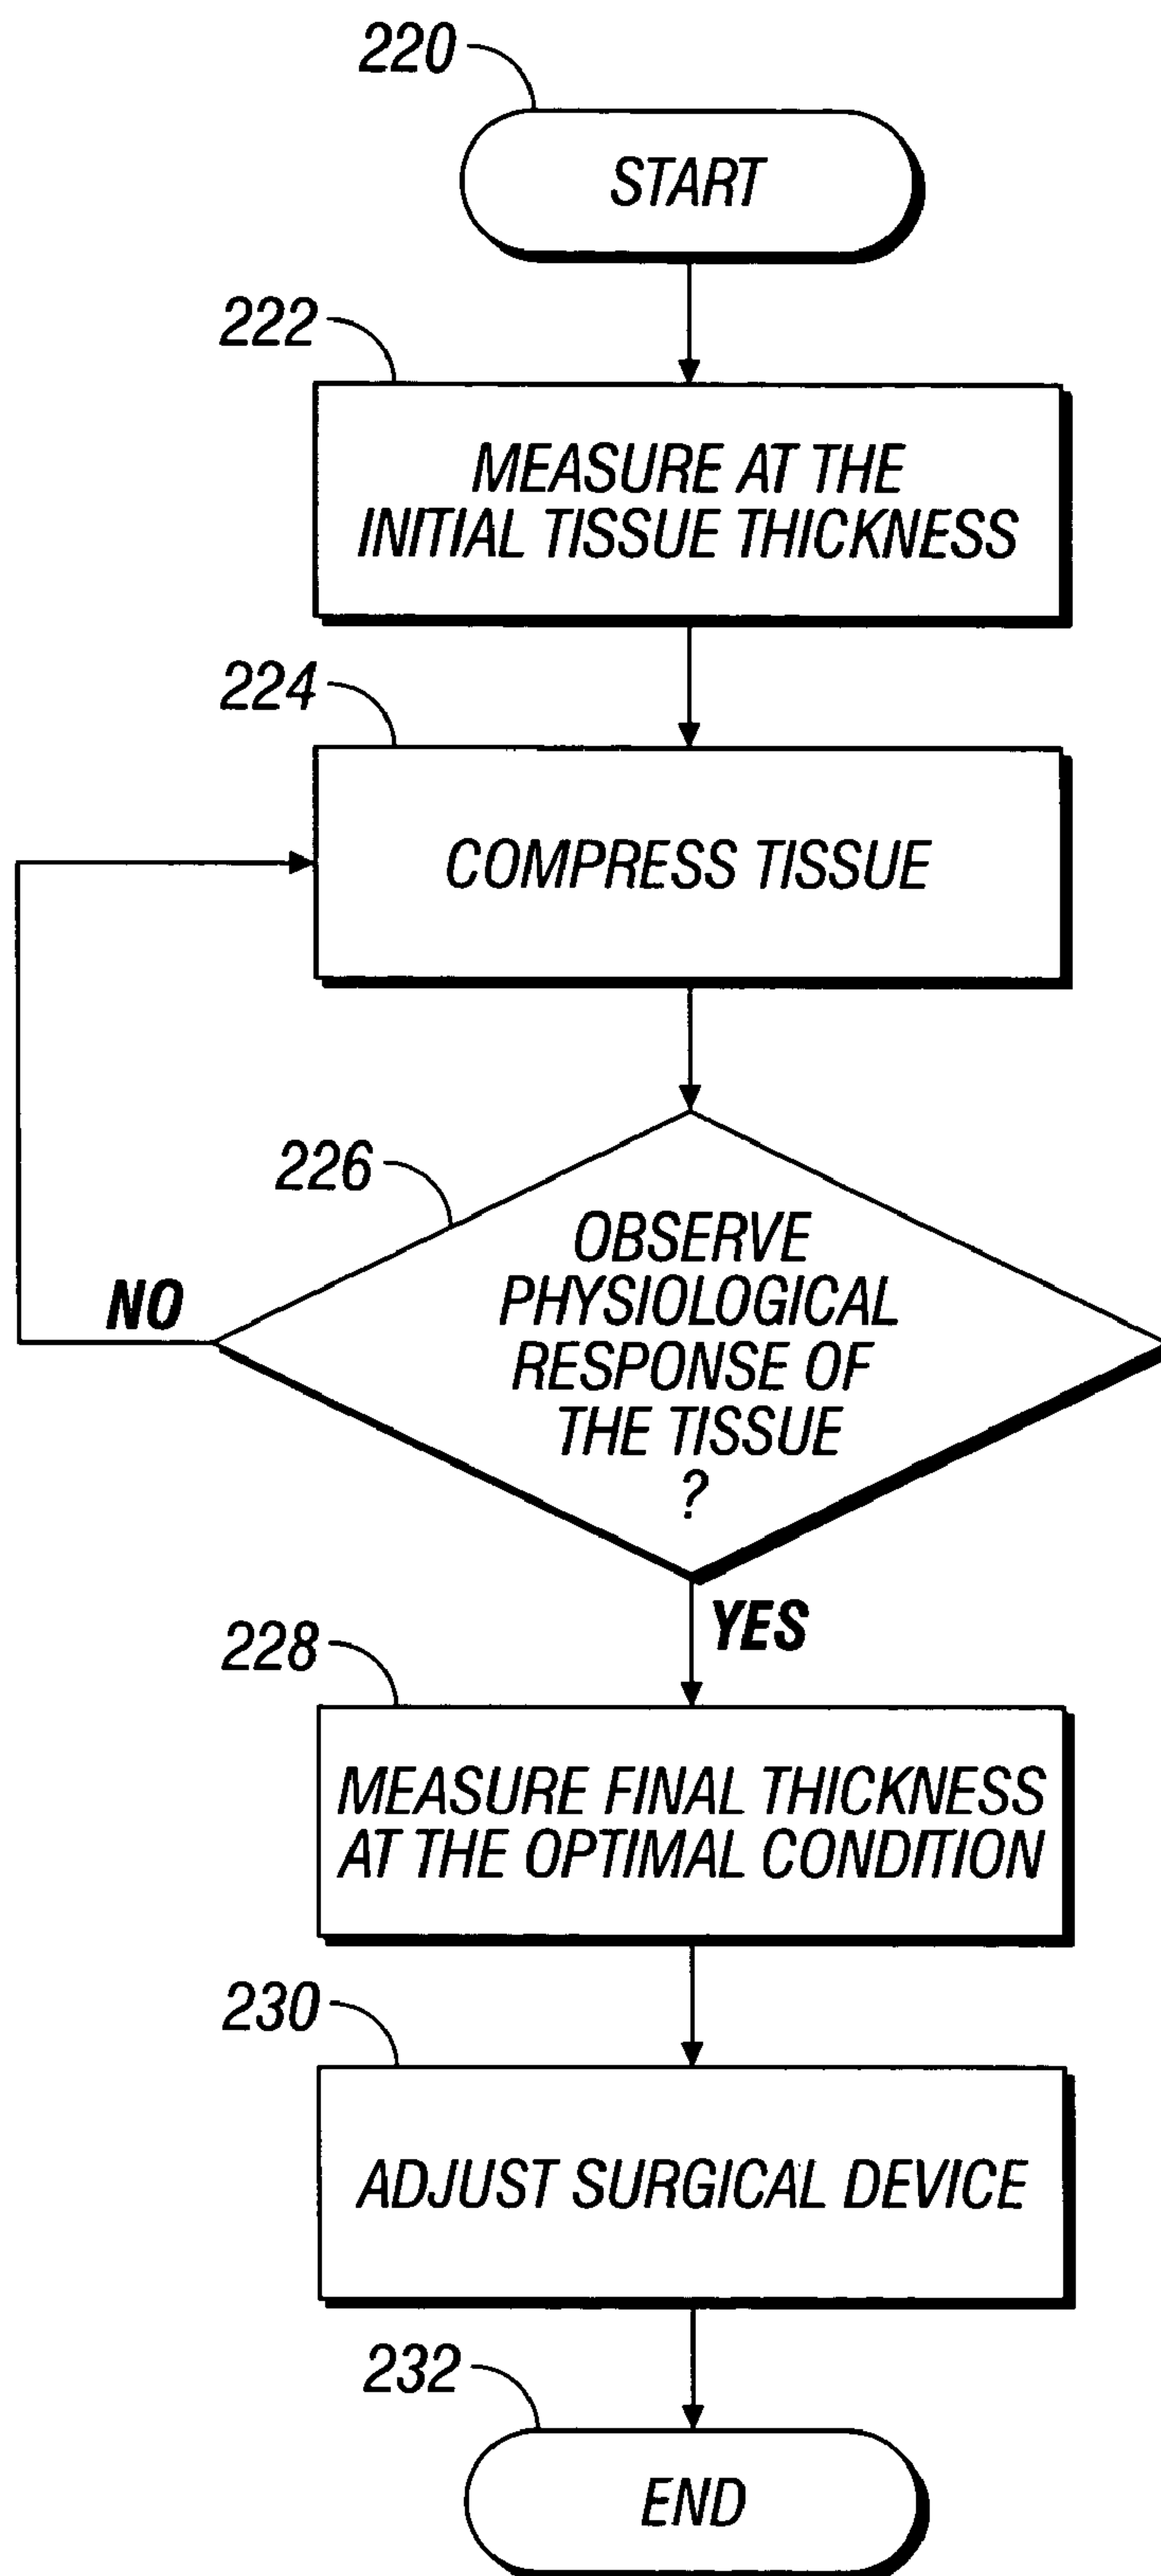 220
START
222
MEASURE AT THE
INITIAL TISSUE THICKNESS
224
COMPRESS TISSUE
226
OBSERVE
PHYSIOLOGICAL
RESPONSE OF
THE TISSUE
?
NO
YES
228
MEASURE FINAL THICKNESS
AT THE OPTIMAL CONDITION
230
ADJUST SURGICAL DEVICE
232
END